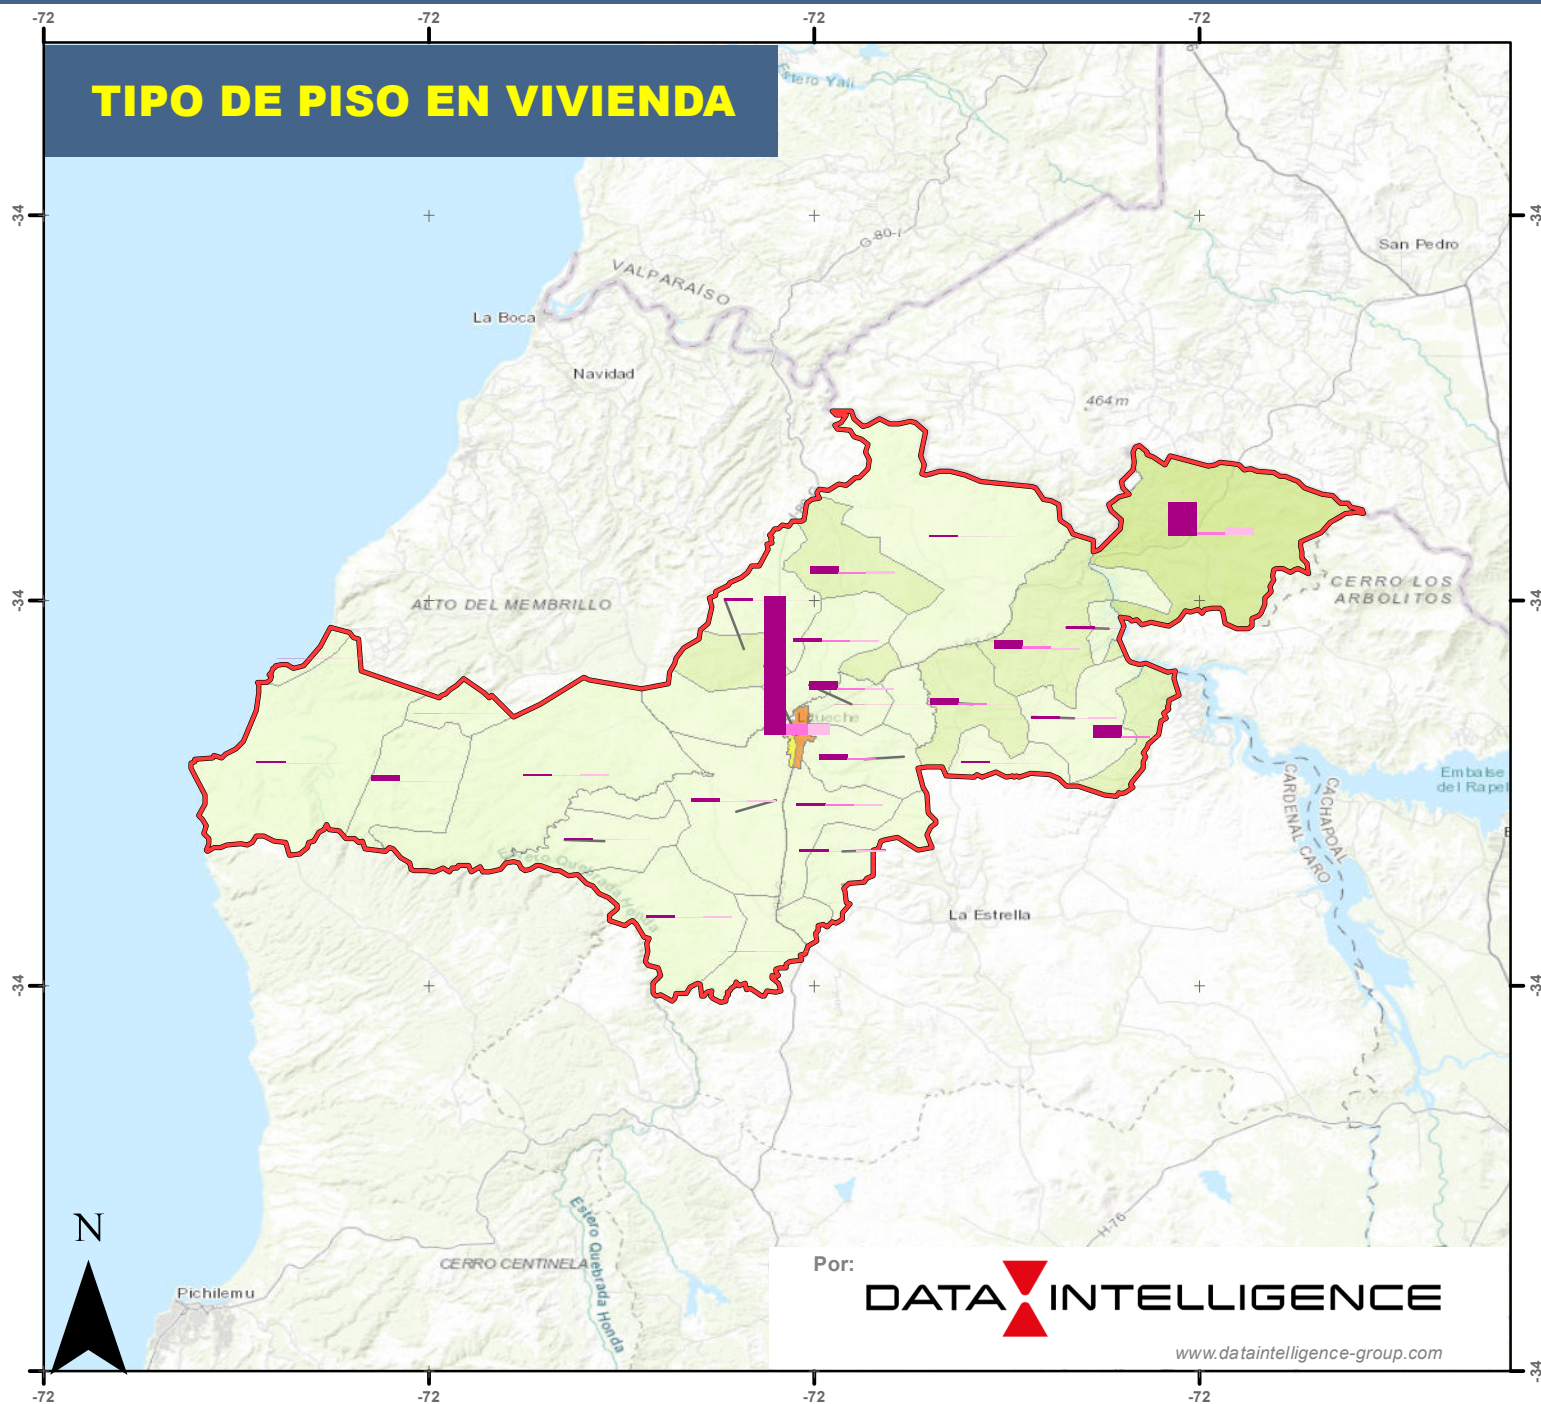 -72
-72
-72
-72
TIPO DE PISO EN VIVIENDA
Estero Yali
-34
-34
G-80-I
San Pedro
VALPARAÍSO
La Boca
Navidad
464 m
-34
-34
CERRO LOS
ARBOLITOS
ALTO DEL MEMBRILLO
Litueche
Embalse
del Rapel
CACHAPOAL
CARDENAL CARO
Estero Quebrada
La Estrella
-34
-34
H-76
N
CERRO CENTINELA
Estero Quebrada Honda
Pichilemu
Por:
DATA INTELLIGENCE
www.dataintelligence-group.com
-34
-72
-72
-72
-72